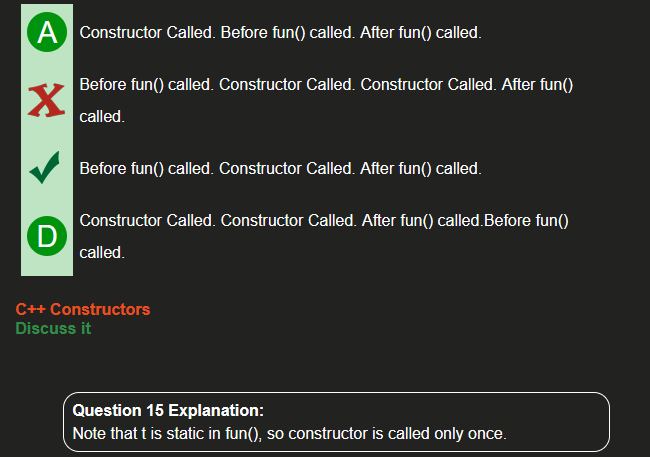 A Constructor Called. Before fun() called. After fun() called.
Before fun() called. Constructor Called. Constructor Called. After fun()
called.
Before fun() called. Constructor Called. After fun() called.
D Constructor Called. Constructor Called. After fun() called.Before fun()
called.
C++ Constructors
Discuss it
Question 15 Explanation:
Note that t is static in fun(), so constructor is called only once.